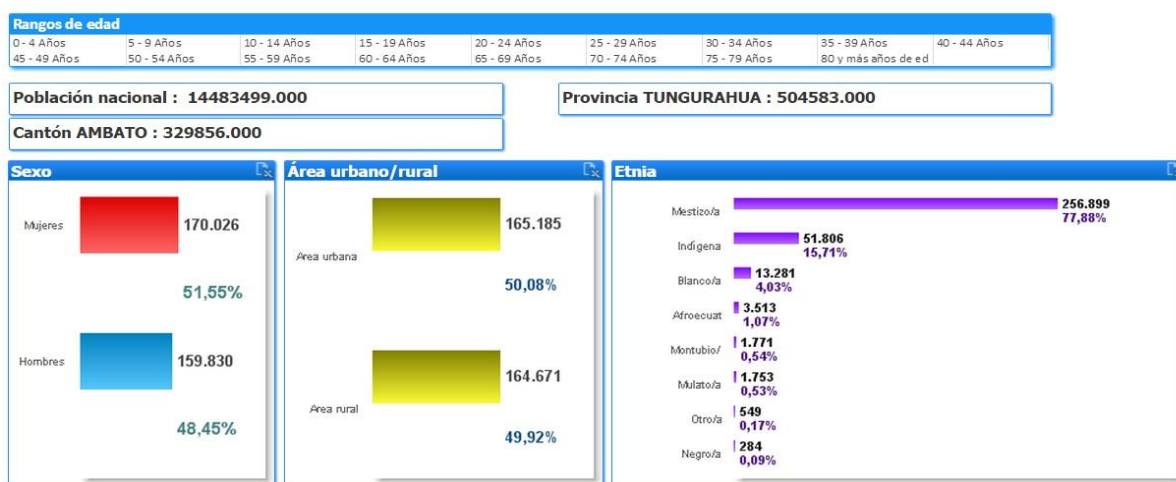 Rangos de edad
0 - 4 Años 5 - 9 Años 10 - 14 Años 15 - 19 Años 20 - 24 Años 25 - 29 Años 30 - 34 Años 35 - 39 Años 40 - 44 Años
45 - 49 Años 50 - 54 Años 55 - 59 Años 60 - 64 Años 65 - 69 Años 70 - 74 Años 75 - 79 Años 80 y más años de ed
Población nacional : 14483499.000
Provincia TUNGURAHUA : 504583.000
Cantón AMBATO : 329856.000
Sexo
Mujeres
170.026
51,55%
Hombres
159.830
48,45%
Área urbano/rural
Area urbana
165.185
50,08%
Area rural
164.671
49,92%
Etnia
Mestizo/a
256.899
77,88%
Indígena
51.806
15,71%
Blanco/a
13.281
4,03%
Afroecuat
3.513
1,07%
Montubio/
1.771
0,54%
Mulato/a
1.753
0,53%
Otro/a
549
0,17%
Negro/a
284
0,09%